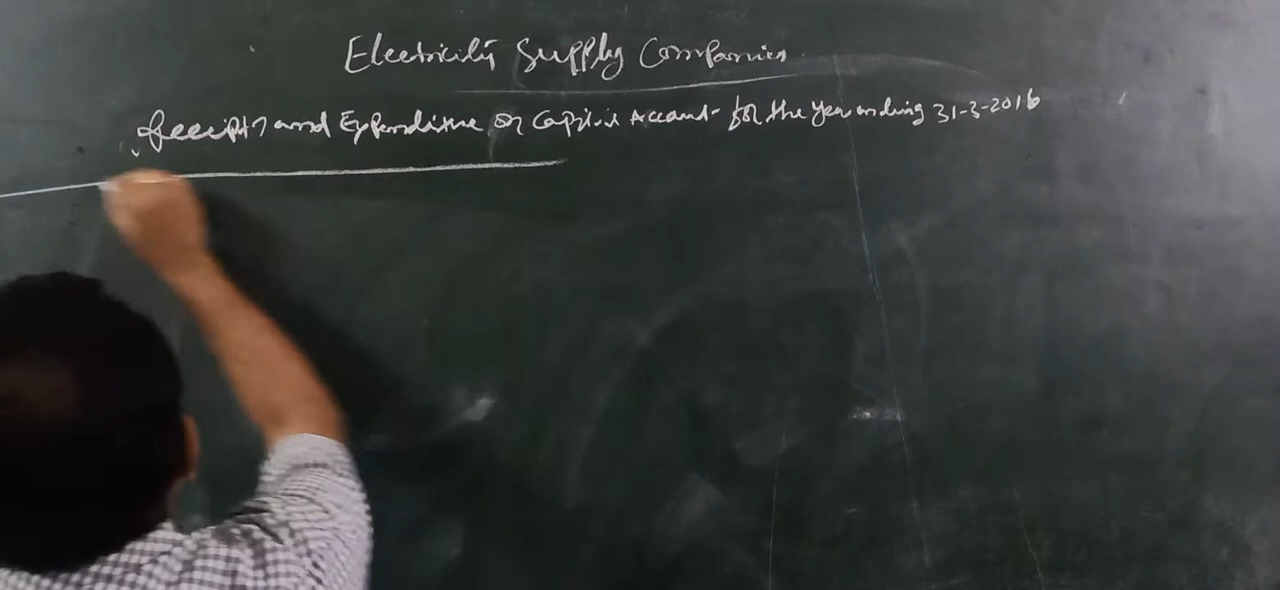 Electricity Supply Companies
Receipts and Expenditure on Capital Account for the Year ending 31-3-2016